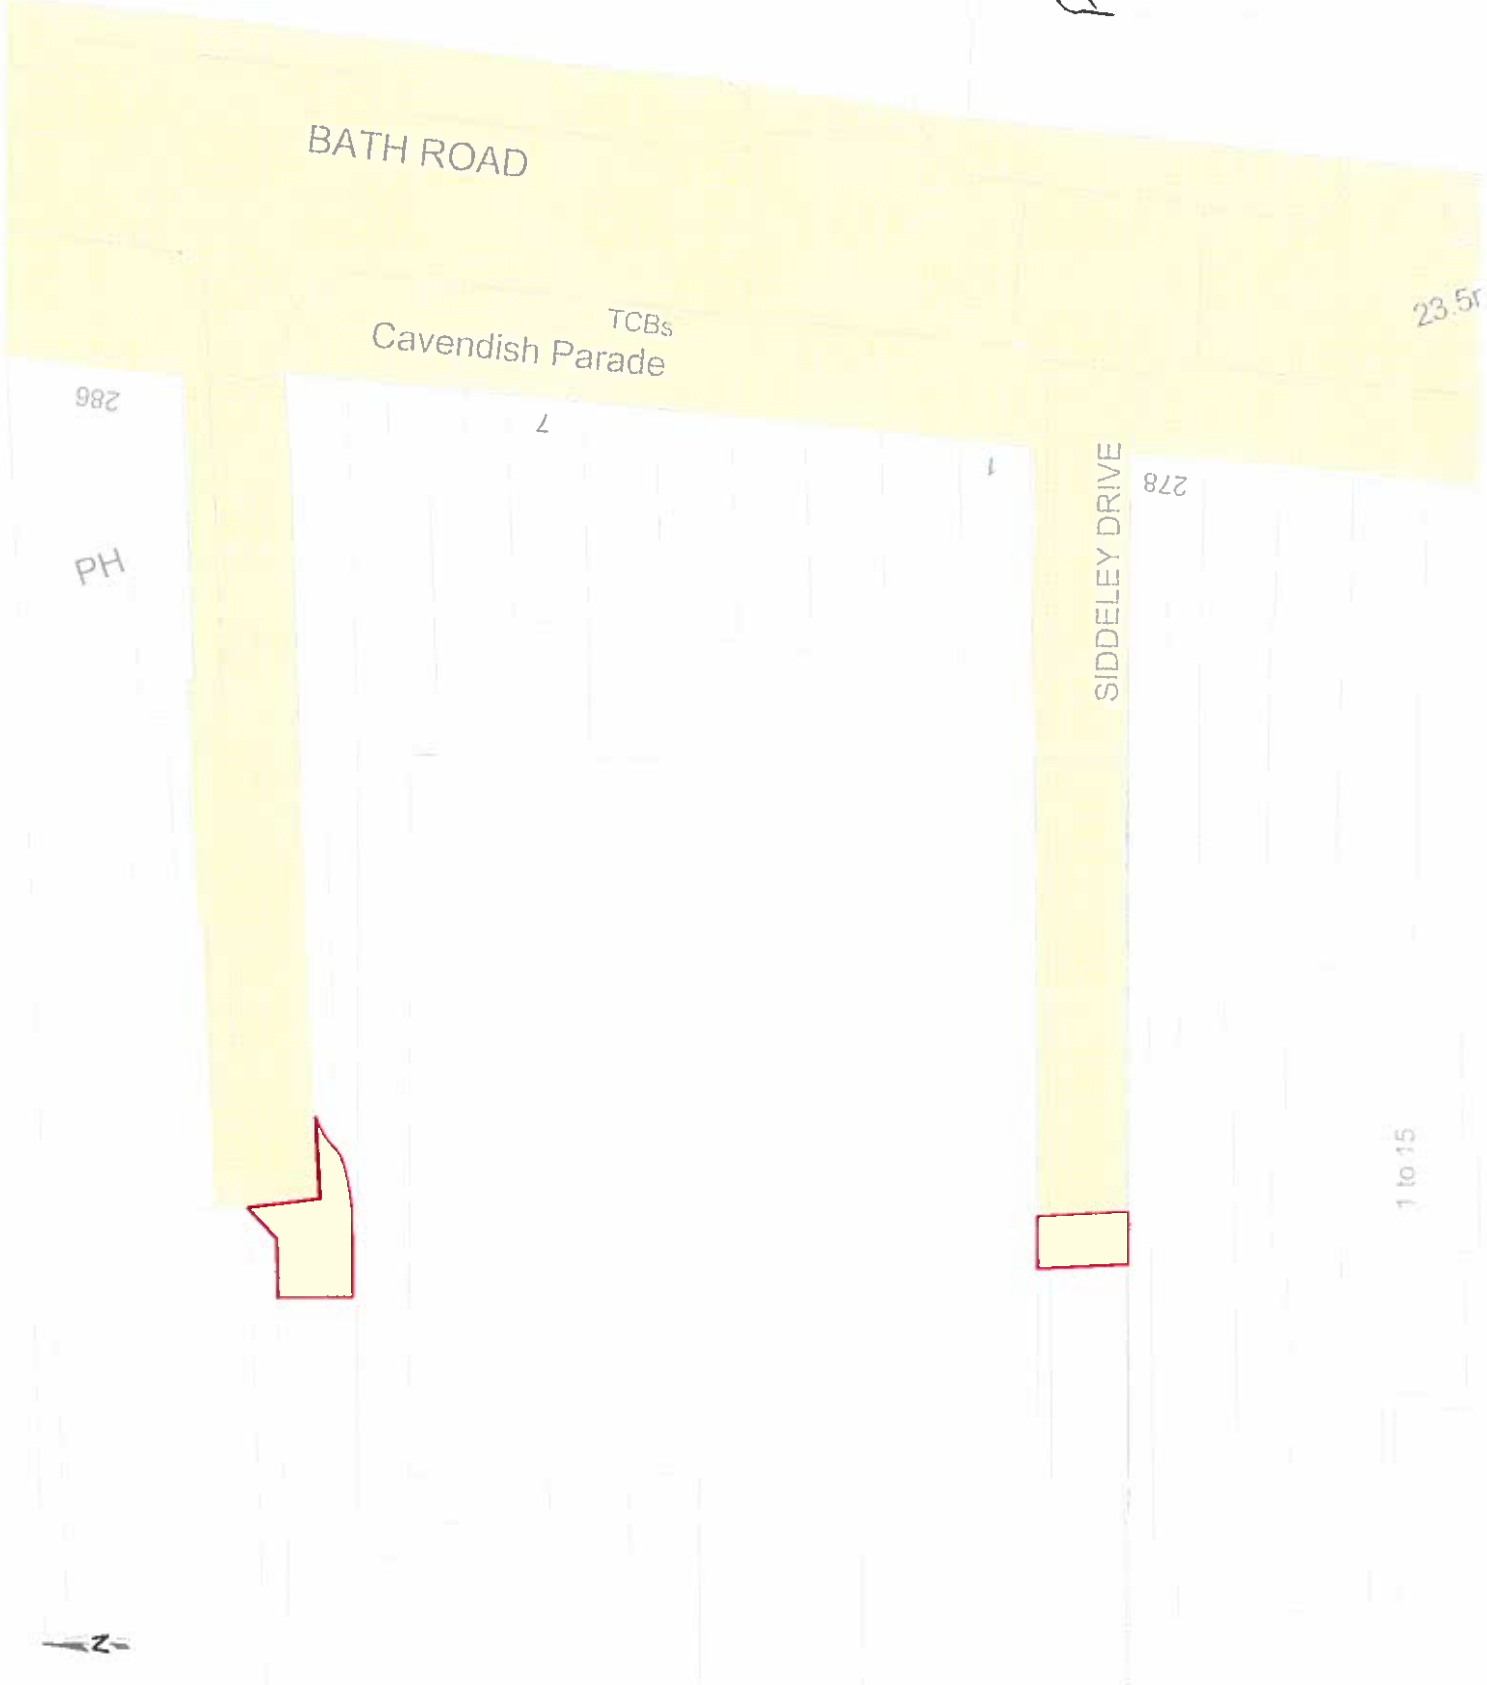 BATH ROAD
TCBs
Cavendish Parade
23.5
286
7
1
278
SIDDELEY DRIVE
PH
1 to 15
N